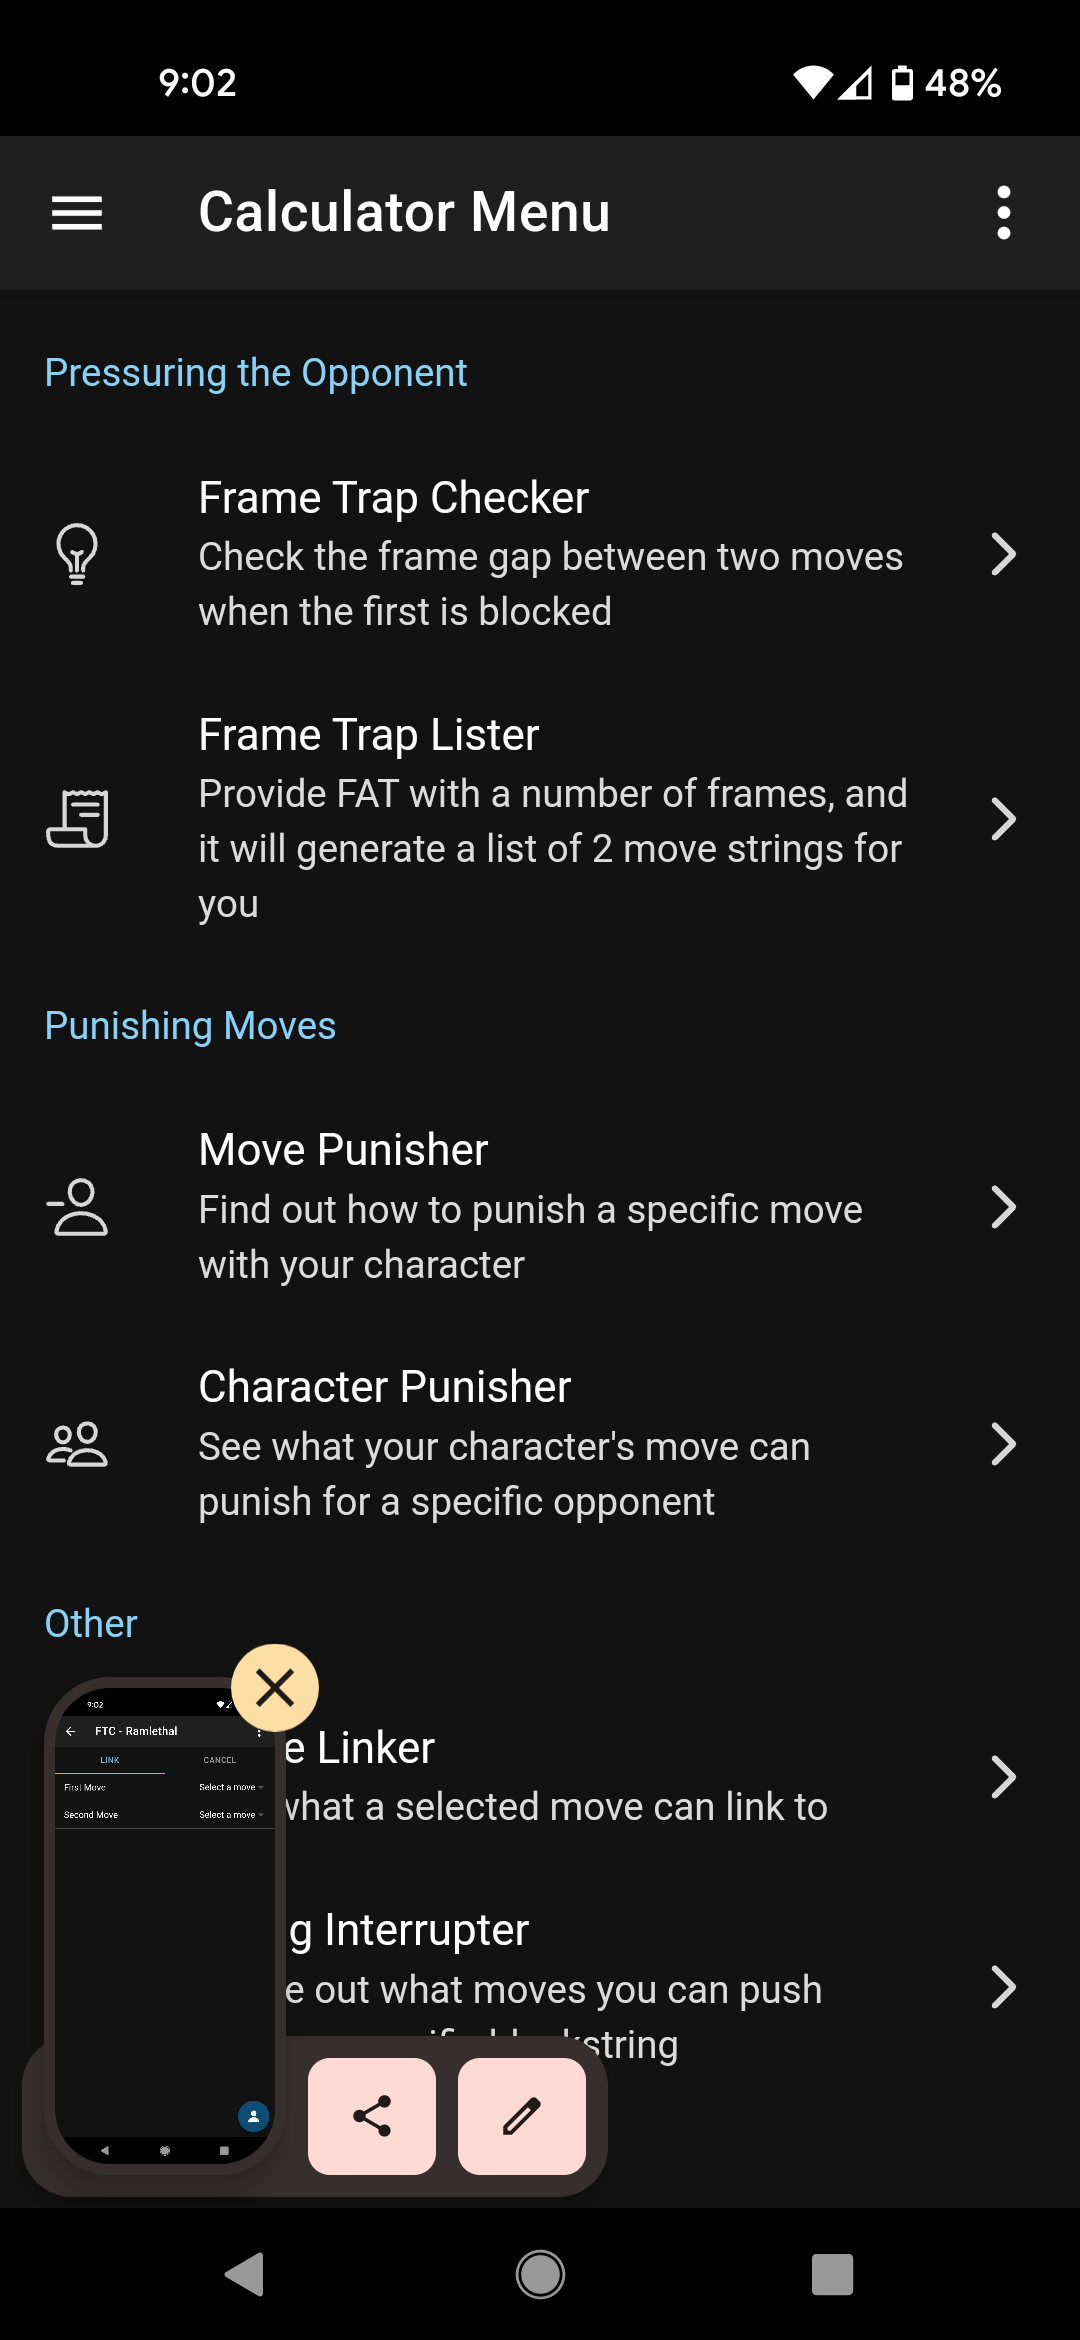 9:02
48%
Calculator Menu
Pressuring the Opponent
Frame Trap Checker
Check the frame gap between two moves
when the first is blocked
Frame Trap Lister
Provide FAT with a number of frames, and
it will generate a list of 2 move strings for
you
Punishing Moves
Move Punisher
Find out how to punish a specific move
with your character
Character Punisher
See what your character's move can
punish for a specific opponent
Other
e Linker
what a selected move can link to
g Interrupter
e out what moves you can push
string
9:02
FTC - Ramlethal
LINK
CANCEL
First Move
Select a move
Second Move
Select a move